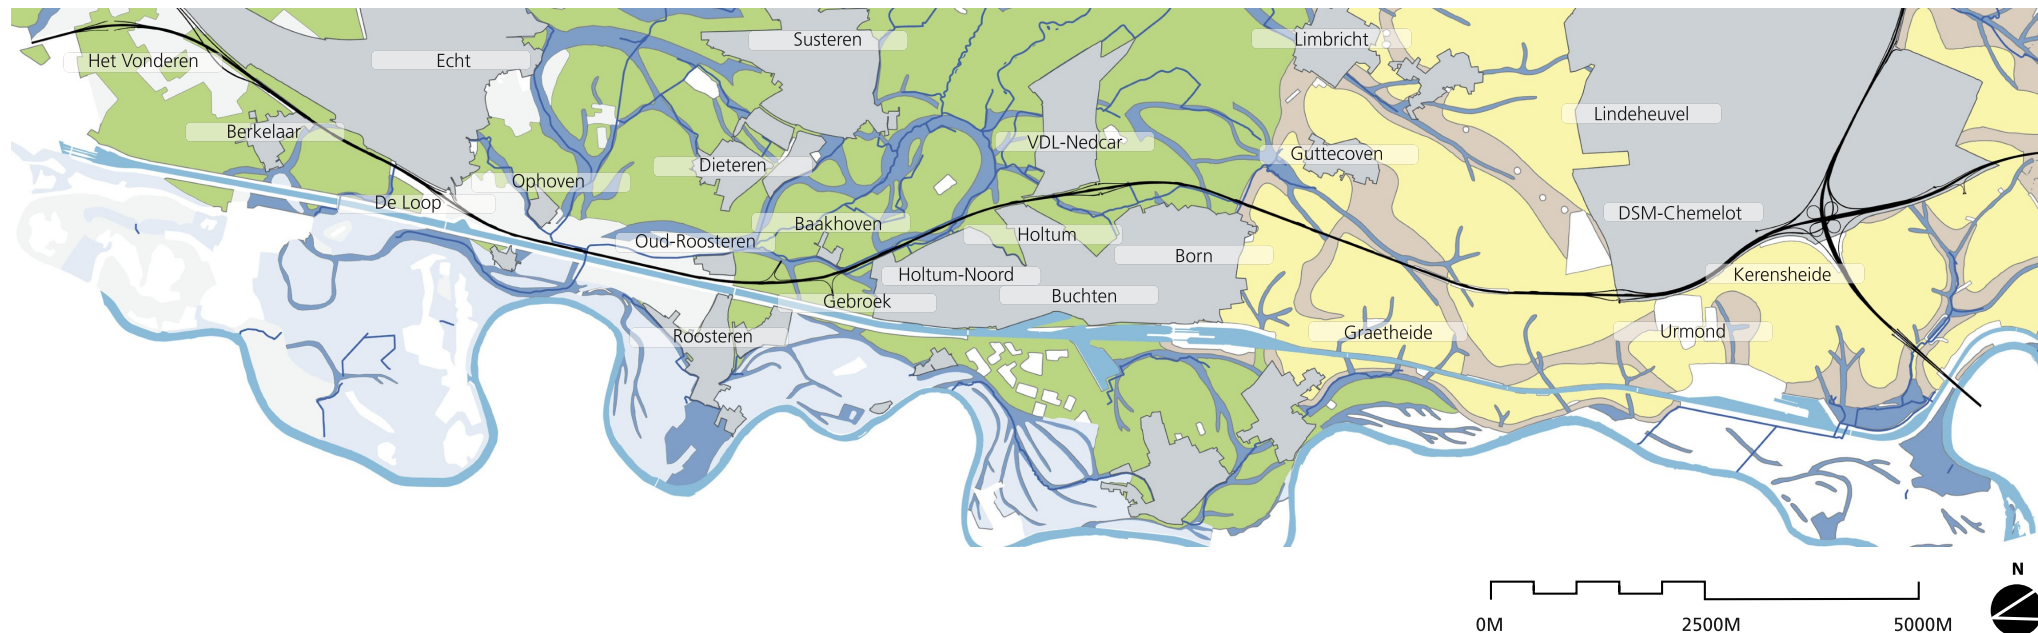 Susteren
Limbricht
Het Vonderen
Echt
Lindeheuvel
Berkelaar
VDL-Nedcar
Guttecoven
Dieteren
Ophoven
De Loop
DSM-Chemelot
Baakhoven
Oud-Roosteren
Holtum
Born
Holtum-Noord
Kerensheide
Buchten
Gebroek
Roosteren
Graetheide
Urmond
N
0M 2500M 5000M